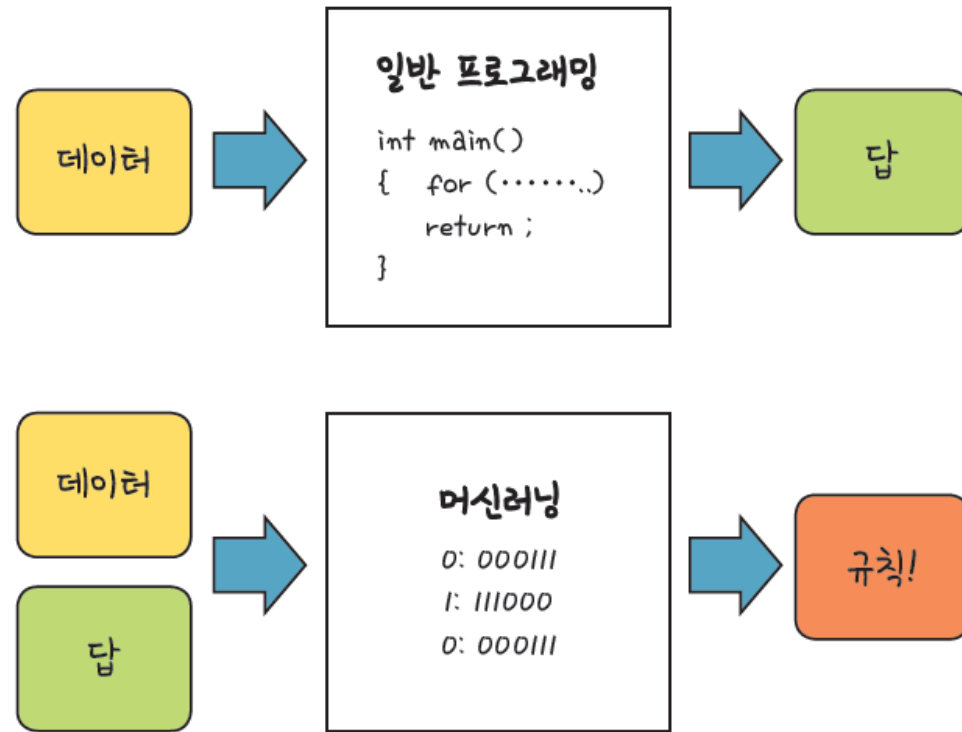 일반 프로그래밍
데이터
int main()
{ for (········)
return ;
}
답
데이터
답
머신러닝
0: 000111
1: 111000
0: 000111
규칙!